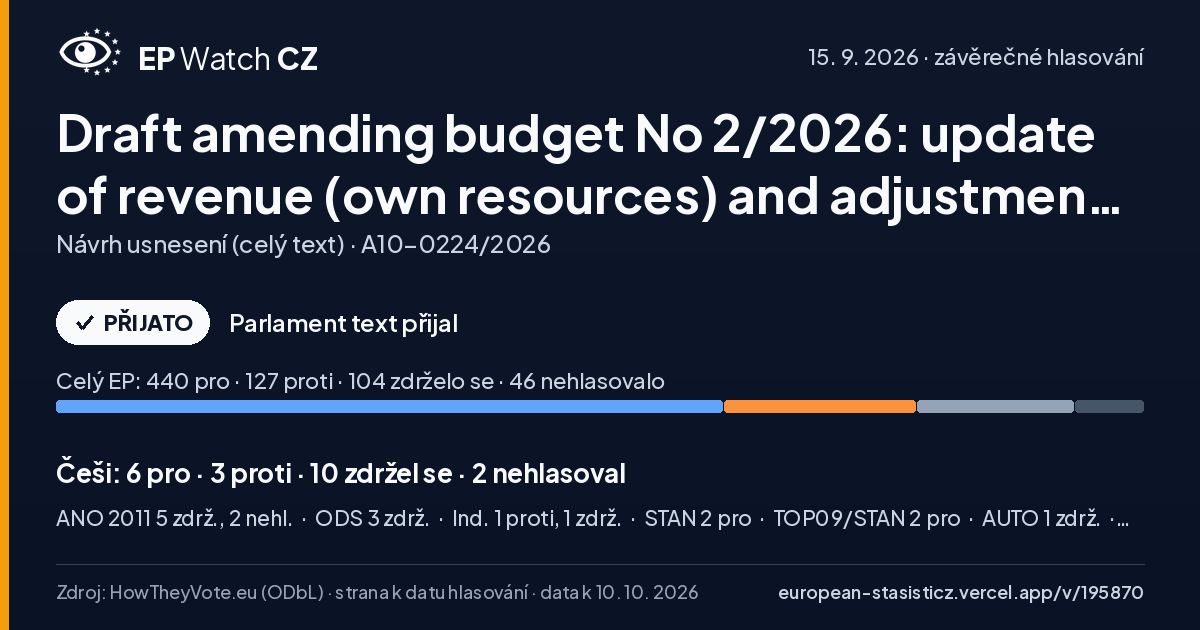 EP Watch CZ
15. 9. 2026 · závěrečné hlasování
Draft amending budget No 2/2026: update
of revenue (own resources) and adjustmen…
Návrh usnesení (celý text) · A10-0224/2026
✓ PŘIJATO
Parlament text přijal
Celý EP: 440 pro · 127 proti · 104 zdrželo se · 46 nehlasovalo
Češi: 6 pro · 3 proti · 10 zdržel se · 2 nehlasoval
ANO 2011 5 zdrž., 2 nehl. · ODS 3 zdrž. · Ind. 1 proti, 1 zdrž. · STAN 2 pro · TOP09/STAN 2 pro · AUTO 1 zdrž. ·…
Zdroj: HowTheyVote.eu (ODbL) · strana k datu hlasování · data k 10. 10. 2026
european-stasisticz.vercel.app/v/195870